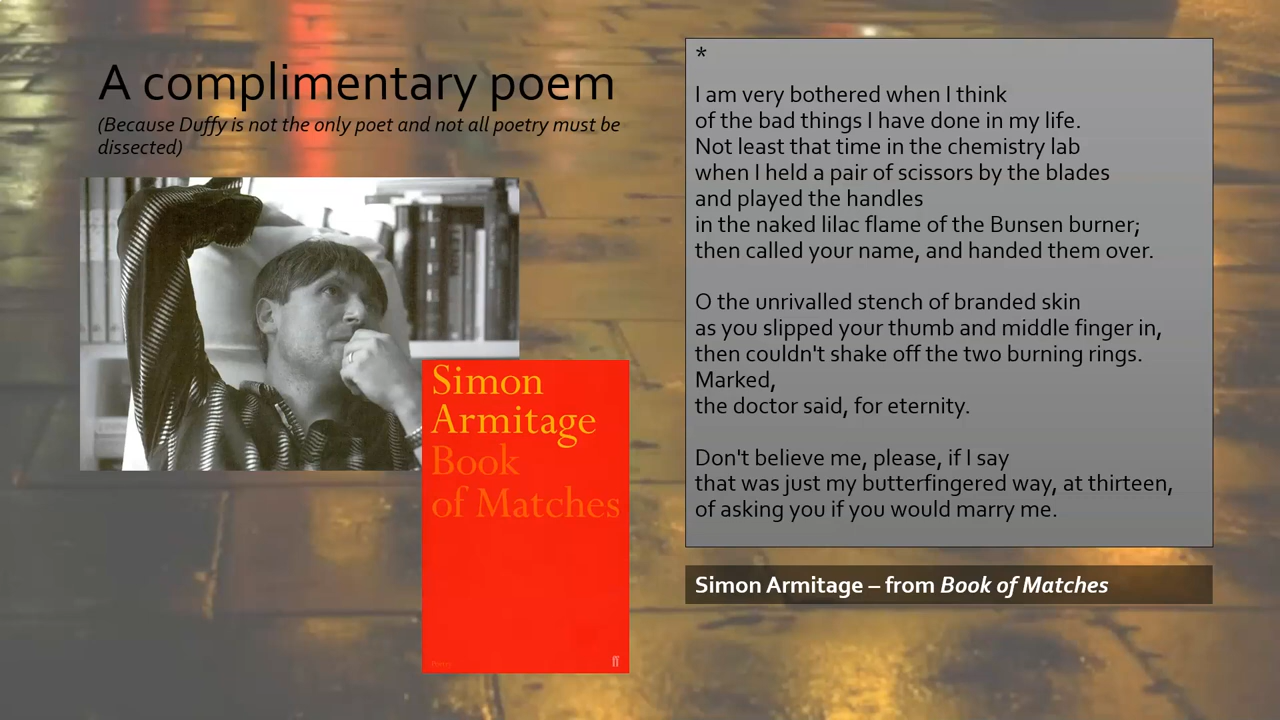 A complimentary poem
(Because Duffy is not the only poet and not all poetry must be
dissected)
Simon
Armitage
Book
of Matches
Poetry
ff
*
I am very bothered when I think
of the bad things I have done in my life.
Not least that time in the chemistry lab
when I held a pair of scissors by the blades
and played the handles
in the naked lilac flame of the Bunsen burner;
then called your name, and handed them over.
O the unrivalled stench of branded skin
as you slipped your thumb and middle finger in,
then couldn't shake off the two burning rings.
Marked,
the doctor said, for eternity.
Don't believe me, please, if I say
that was just my butterfingered way, at thirteen,
of asking you if you would marry me.
Simon Armitage – from Book of Matches